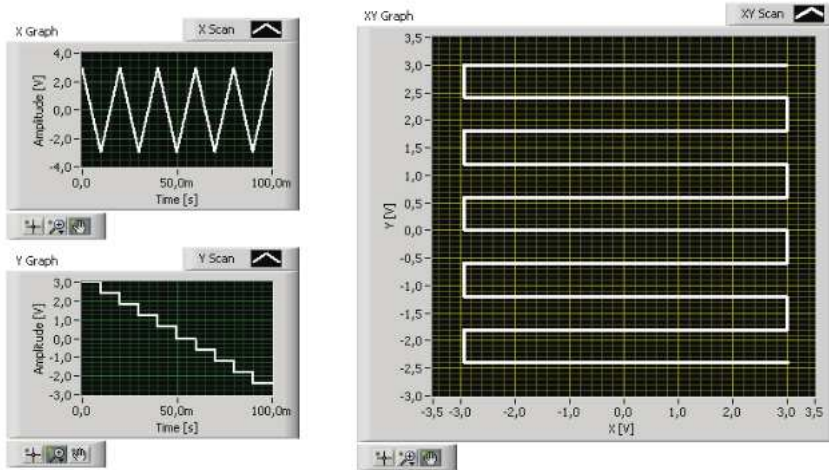 X Graph
X Scan
Amplitude [V]
4,0
2,0
0,0
-2,0
-4,0
0,0 50,0m 100,0m
Time [s]
Y Graph
Y Scan
Amplitude [V]
3,0
2,0
1,0
0,0
-1,0
-2,0
-3,0
0,0 50,0m 100,0m
Time [s]
XY Graph
XY Scan
Y [V]
3,5
3,0
2,5
2,0
1,5
1,0
0,5
0,0
-0,5
-1,0
-1,5
-2,0
-2,5
-3,0
-3,5 -3,0 -2,0 -1,0 0,0 1,0 2,0 3,0 3,5
X [V]